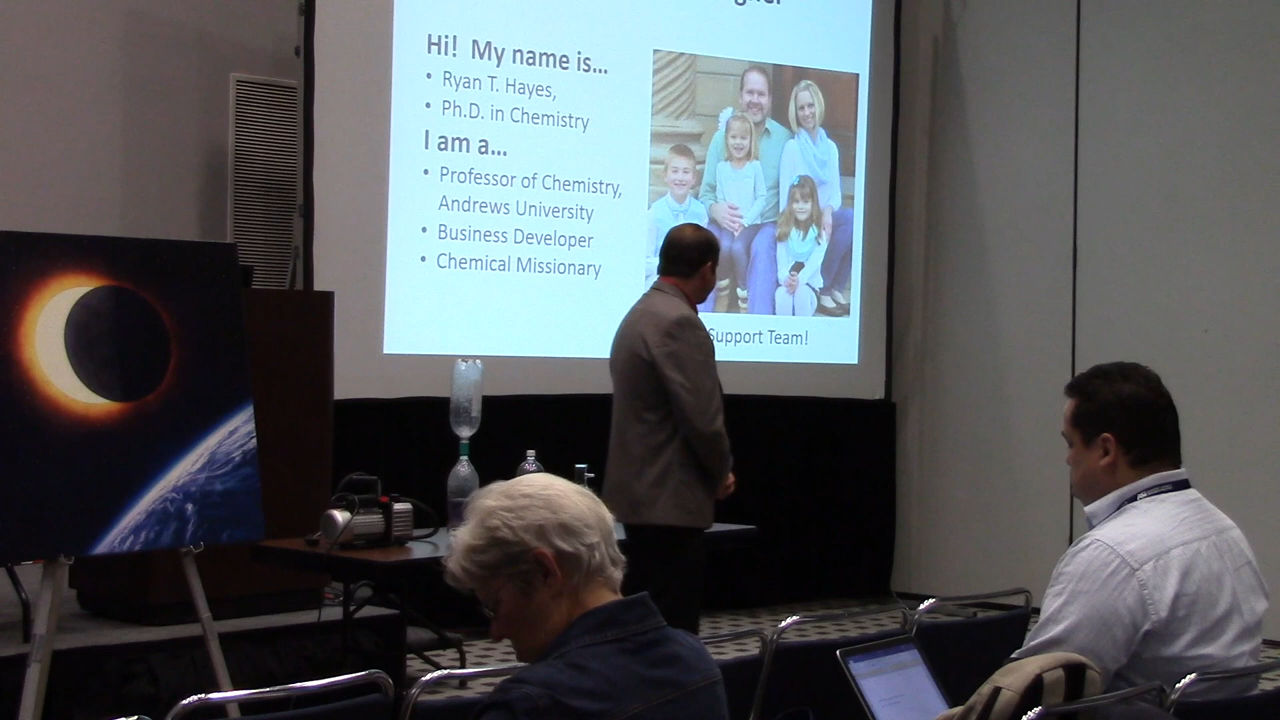 Hi! My name is...
• Ryan T. Hayes,
• Ph.D. in Chemistry
I am a...
• Professor of Chemistry,
Andrews University
• Business Developer
• Chemical Missionary
Support Team!